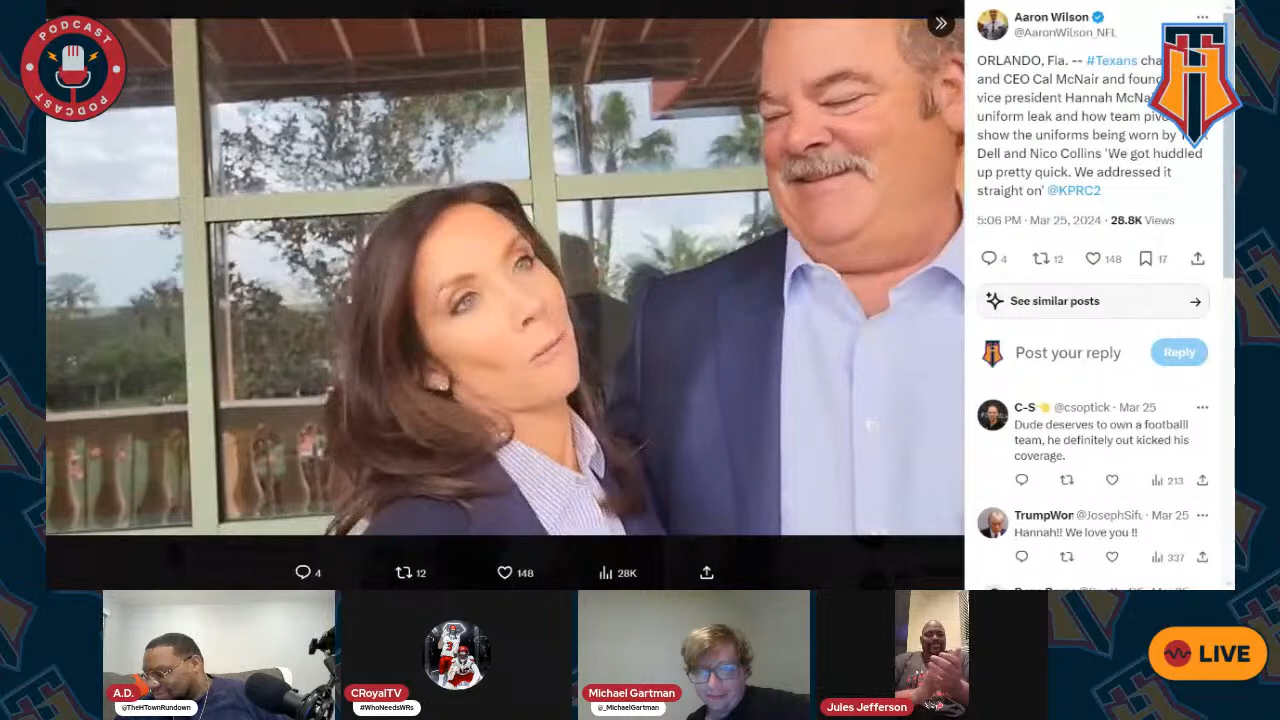 PODCAST
PODCAST
Aaron Wilson
@AaronWilson_NFL
ORLANDO, Fla. -- #Texans cha
and CEO Cal McNair and found
vice president Hannah McNa
uniform leak and how team pivo
show the uniforms being worn by
Dell and Nico Collins 'We got huddled
up pretty quick. We addressed it
straight on' @KPRC2
5:06 PM · Mar 25, 2024 · 28.8K Views
4 12 148 17
See similar posts
Post your reply
Reply
C-S @csoptick · Mar 25
Dude deserves to own a footballl
team, he definitely out kicked his
coverage.
213
TrumpWor @JosephSifu · Mar 25
Hannah!! We love you !!
337
4 12 148 28K
A.D.
@TheHTownRundown
CRoyalTV
#WhoNeedsWRs
Michael Gartman
@_MichaelGartman
Jules Jefferson
LIVE